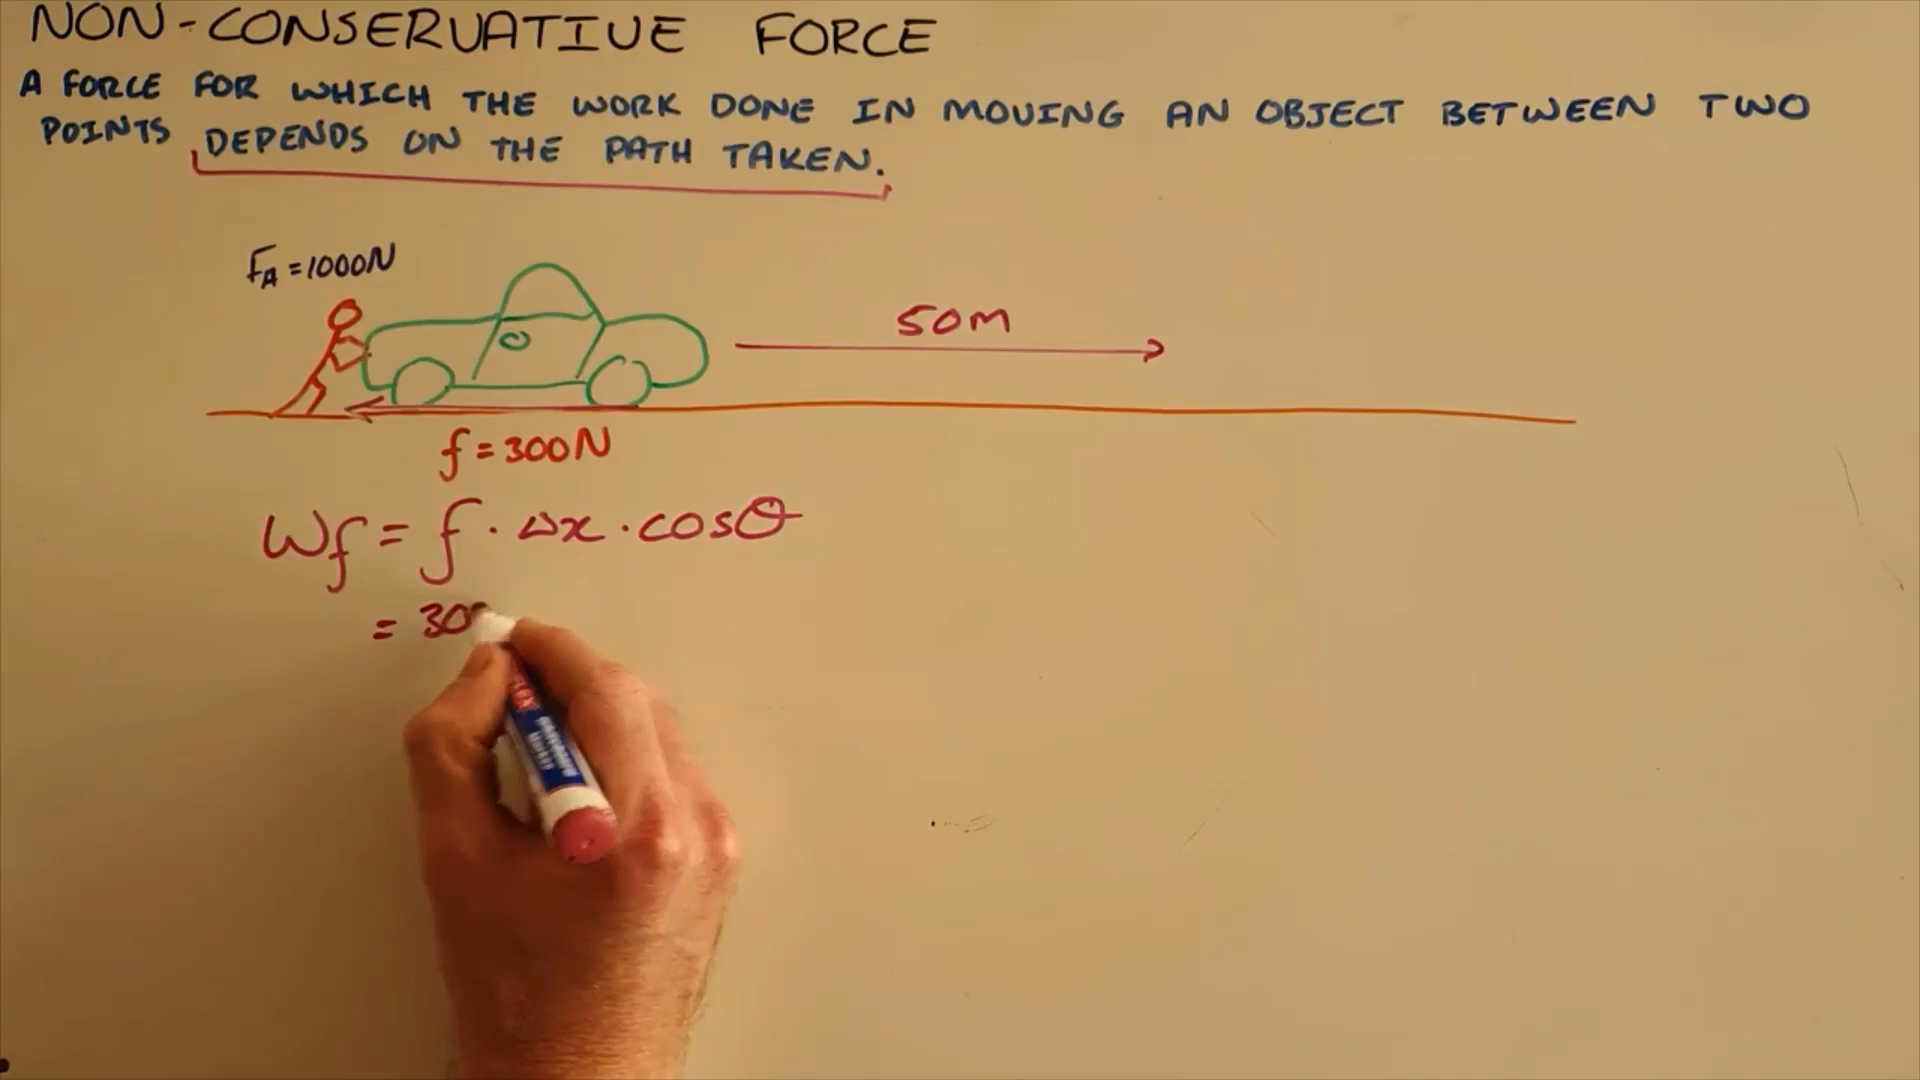 NON-CONSERVATIVE FORCE
A FORCE FOR WHICH THE WORK DONE IN MOVING AN OBJECT BETWEEN TWO
POINTS DEPENDS ON THE PATH TAKEN.
FA = 1000N
50m
f = 300N
Wf = f · Δx · cosθ
= 300